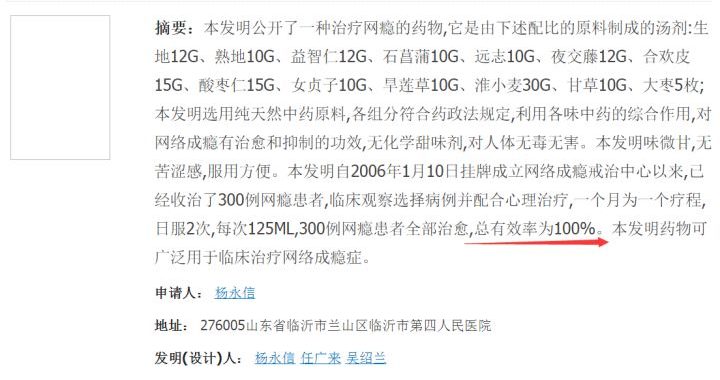 摘要：本发明公开了一种治疗网瘾的药物,它是由下述配比的原料制成的汤剂:生
地12G、熟地10G、益智仁12G、石菖蒲10G、远志10G、夜交藤12G、合欢皮
15G、酸枣仁15G、女贞子10G、旱莲草10G、淮小麦30G、甘草10G、大枣5枚;
本发明选用纯天然中药原料,各组分符合药政法规定,利用各味中药的综合作用,对
网络成瘾有治愈和抑制的功效,无化学甜味剂,对人体无毒无害。本发明味微甘,无
苦涩感,服用方便。本发明自2006年1月10日挂牌成立网络成瘾戒治中心以来,已
经收治了300例网瘾患者,临床观察选择病例并配合心理治疗,一个月为一个疗程,
日服2次,每次125ML,300例网瘾患者全部治愈,总有效率为100%。本发明药物可
广泛用于临床治疗网络成瘾症。
申请人： 杨永信
地址： 276005山东省临沂市兰山区临沂市第四人民医院
发明(设计)人： 杨永信 任广来 吴绍兰